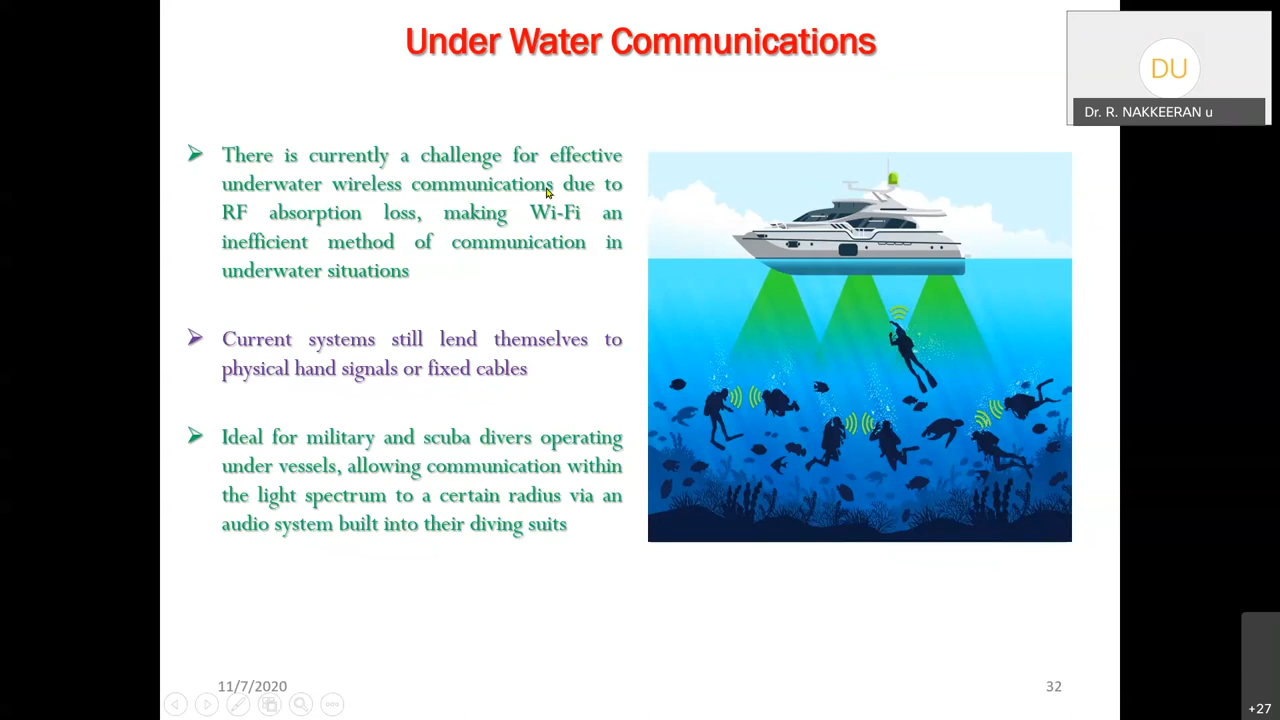 Under Water Communications
DU
Dr. R. NAKKEERAN u
There is currently a challenge for effective
underwater wireless communications due to
RF absorption loss, making Wi-Fi an
inefficient method of communication in
underwater situations
Current systems still lend themselves to
physical hand signals or fixed cables
Ideal for military and scuba divers operating
under vessels, allowing communication within
the light spectrum to a certain radius via an
audio system built into their diving suits
11/7/2020
32
+27